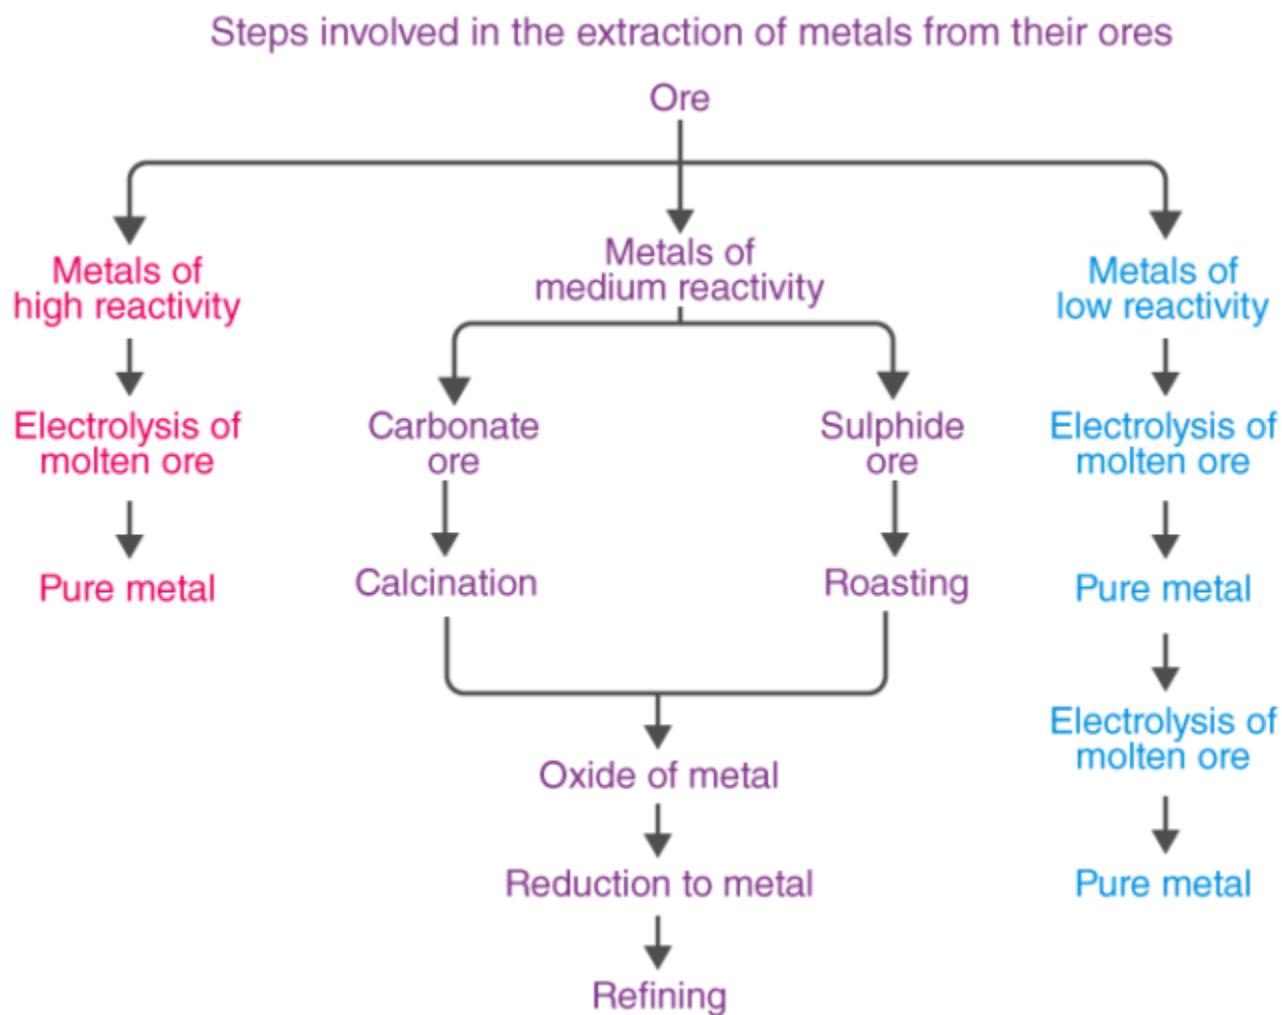 Steps involved in the extraction of metals from their ores
Ore
Metals of
high reactivity
Electrolysis of
molten ore
Pure metal
Metals of
medium reactivity
Carbonate
ore
Calcination
Sulphide
ore
Roasting
Oxide of metal
Reduction to metal
Refining
Metals of
low reactivity
Electrolysis of
molten ore
Pure metal
Electrolysis of
molten ore
Pure metal